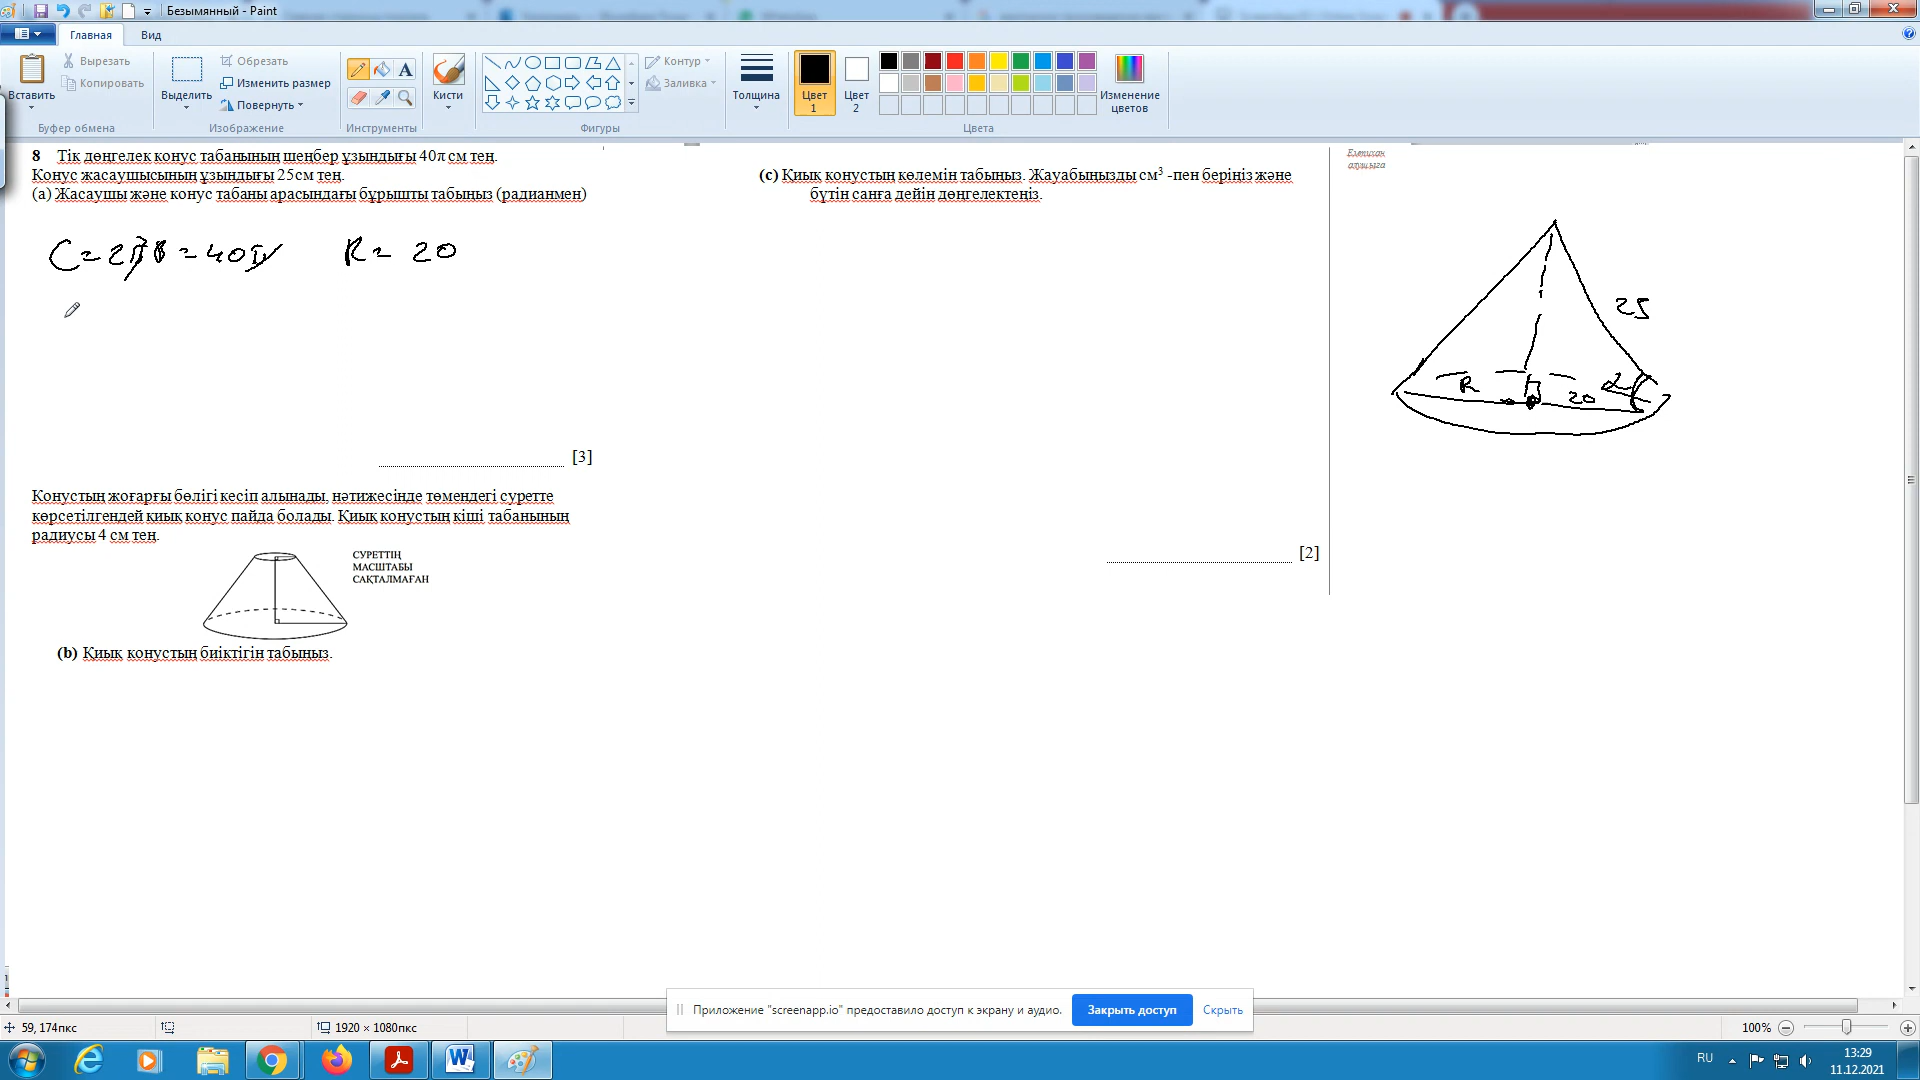 Безымянный - Paint
Главная
Вид
Вставить
Вырезать
Копировать
Буфер обмена
Выделить
Обрезать
Изменить размер
Повернуть
Изображение
Инструменты
Кисти
Фигуры
Контур
Заливка
Толщина
Цвет 1
Цвет 2
Изменение цветов
Цвета
8 Тік дөңгелек конус табанының шеңбер ұзындығы 40π см тең.
Конус жасаушысының ұзындығы 25см тең.
(а) Жасаушы және конус табаны арасындағы бұрышты табыңыз (радианмен)
R = 20
[3]
Конустың жоғарғы бөлігі кесіп алынады, нәтижесінде төмендегі суретте
көрсетілгендей қиық конус пайда болады. Қиық конустың кіші табанының
радиусы 4 см тең.
СУРЕТТІҢ
МАСШТАБЫ
САҚТАЛМАҒАН
(b) Қиық конустың биіктігін табыңыз.
(c) Қиық конустың көлемін табыңыз. Жауабыңызды см³ -пен беріңіз және
бүтін санға дейін дөңгелектеңіз.
[2]
25
R
20
Приложение "screenapp.io" предоставило доступ к экрану и аудио.
Закрыть доступ
Скрыть
59, 174пкс
1920 × 1080пкс
100%
RU
13:29
11.12.2021